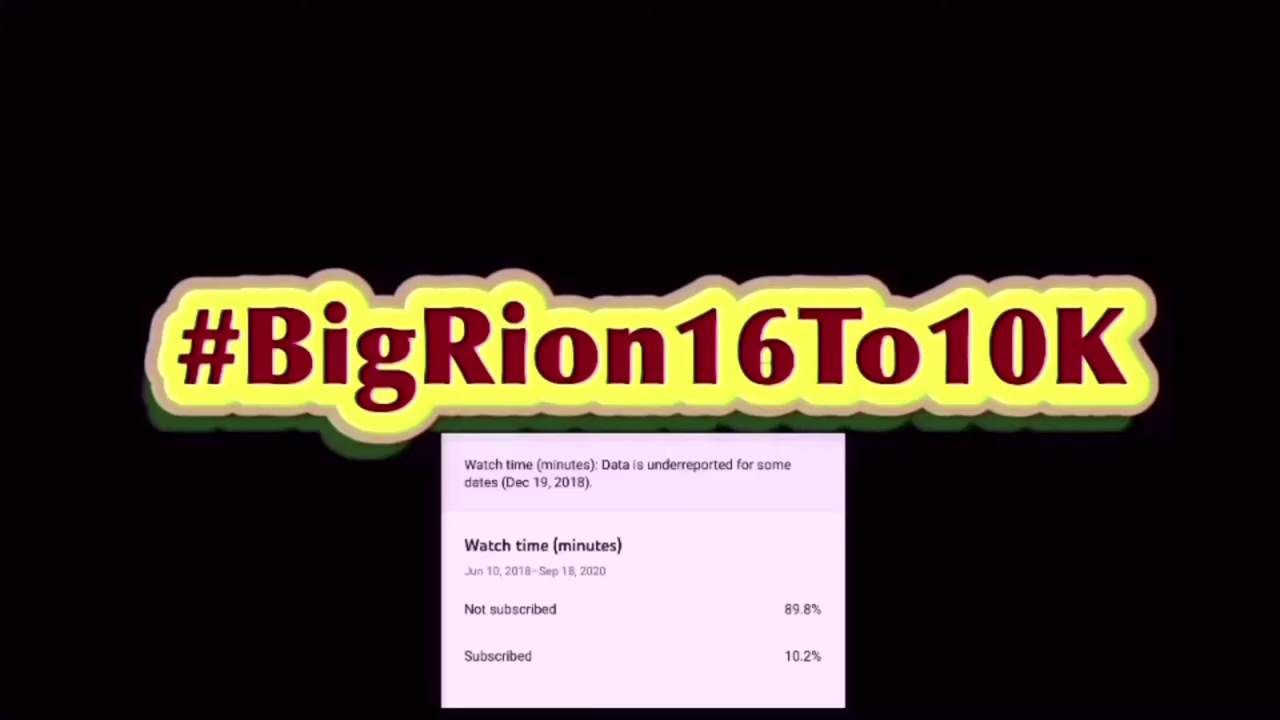 #BigRion16To10K
Watch time (minutes): Data is underreported for some
dates (Dec 19, 2018).
Watch time (minutes)
Jun 10, 2018–Sep 18, 2020
Not subscribed 89.8%
Subscribed 10.2%